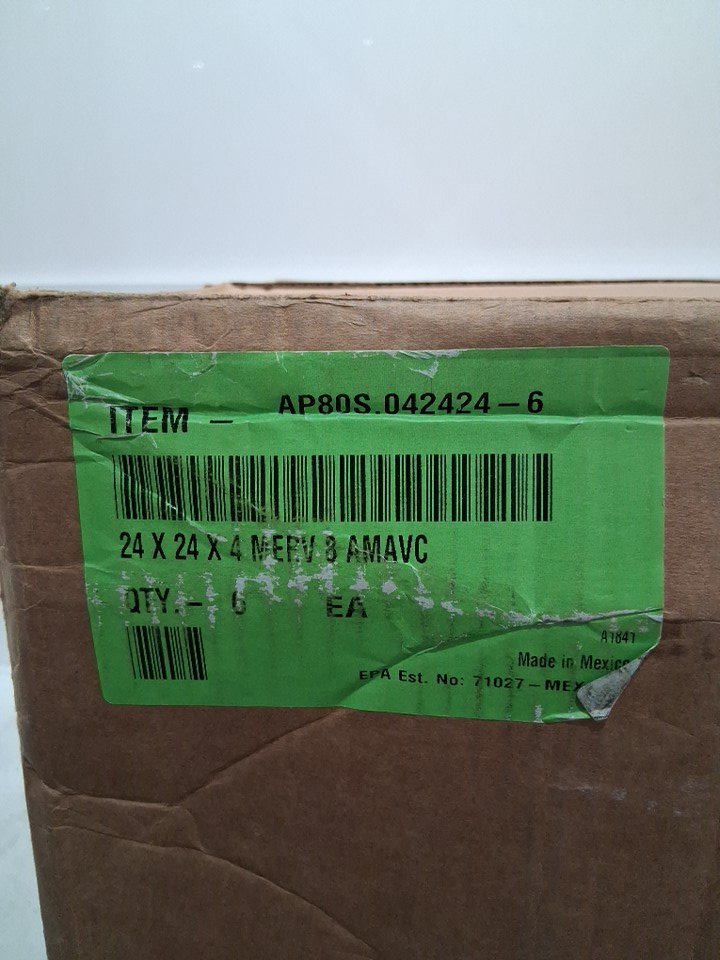 ITEM - AP80S.042424-6
24 X 24 X 4 MERV 8 AMAVC
QTY.- 6 EA
A1841
Made in Mexico
EPA Est. No: 71027-MEX